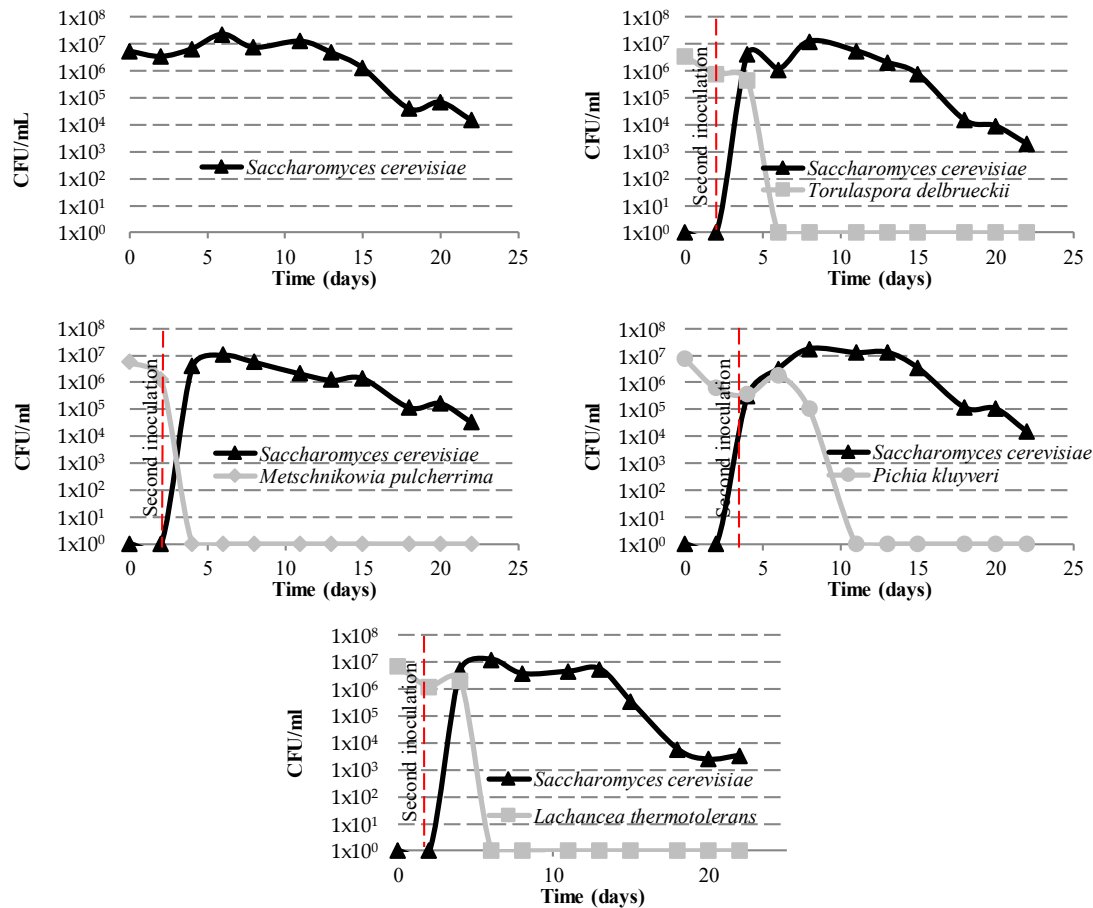 1x10⁸
1x10⁷
1x10⁶
1x10⁵
1x10⁴
1x10³
1x10²
1x10¹
1x10⁰
CFU/mL
Saccharomyces cerevisiae
0 5 10 15 20 25
Time (days)
1x10⁸
1x10⁷
1x10⁶
1x10⁵
1x10⁴
1x10³
1x10²
1x10¹
1x10⁰
CFU/ml
Second inoculation
Saccharomyces cerevisiae
Torulaspora delbrueckii
0 5 10 15 20 25
Time (days)
1x10⁸
1x10⁷
1x10⁶
1x10⁵
1x10⁴
1x10³
1x10²
1x10¹
1x10⁰
CFU/ml
Second inoculation
Saccharomyces cerevisiae
Metschnikowia pulcherrima
0 5 10 15 20 25
Time (days)
1x10⁸
1x10⁷
1x10⁶
1x10⁵
1x10⁴
1x10³
1x10²
1x10¹
1x10⁰
CFU/ml
Second inoculation
Saccharomyces cerevisiae
Pichia kluyveri
0 5 10 15 20 25
Time (days)
1x10⁸
1x10⁷
1x10⁶
1x10⁵
1x10⁴
1x10³
1x10²
1x10¹
1x10⁰
CFU/ml
Second inoculation
Saccharomyces cerevisiae
Lachancea thermotolerans
0 10 20
Time (days)